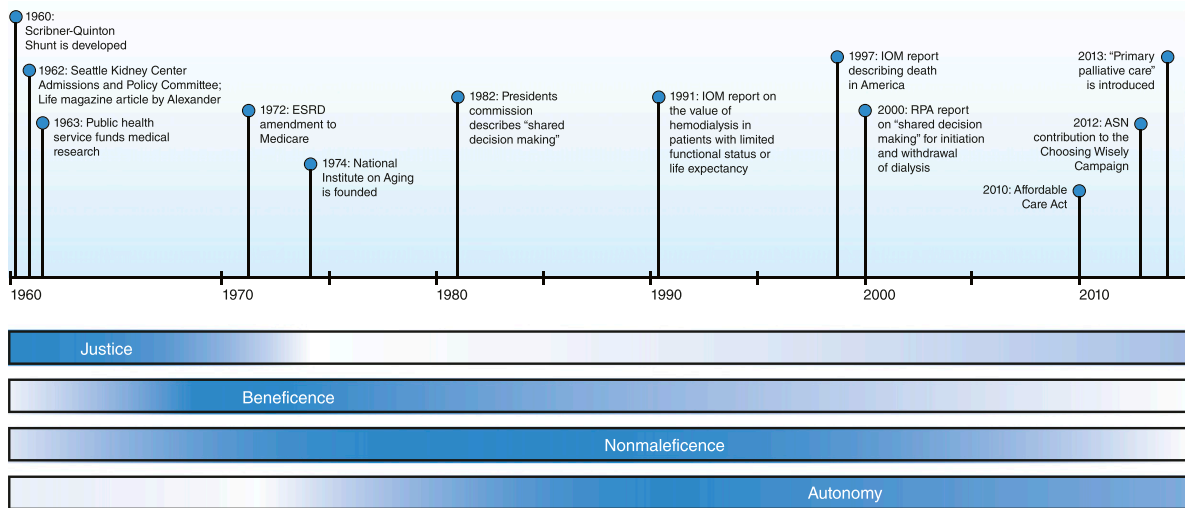 1960:
Scribner-Quinton
Shunt is developed
1962: Seattle Kidney Center
Admissions and Policy Committee;
Life magazine article by Alexander
1963: Public health
service funds medical
research
1972: ESRD
amendment to
Medicare
1974: National
Institute on Aging
is founded
1982: Presidents
commission
describes “shared
decision making”
1991: IOM report on
the value of
hemodialysis in
patients with limited
functional status or
life expectancy
1997: IOM report
describing death
in America
2000: RPA report
on “shared decision
making” for initiation
and withdrawal
of dialysis
2010: Affordable
Care Act
2012: ASN
contribution to the
Choosing Wisely
Campaign
2013: “Primary
palliative care”
is introduced
1960 1970 1980 1990 2000 2010
Justice
Beneficence
Nonmaleficence
Autonomy